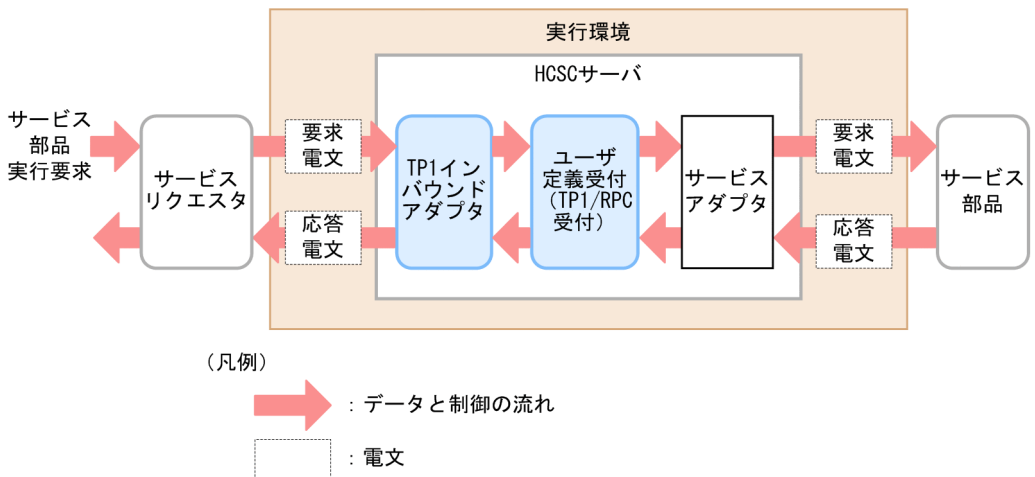 実行環境
HCSCサーバ
サービス
部品
実行要求
サービス
リクエスタ
要求
電文
TP1イン
バウンド
アダプタ
ユーザ
定義受付
（TP1/RPC
受付）
サービス
アダプタ
要求
電文
サービス
部品
応答
電文
応答
電文
（凡例）
：データと制御の流れ
：電文